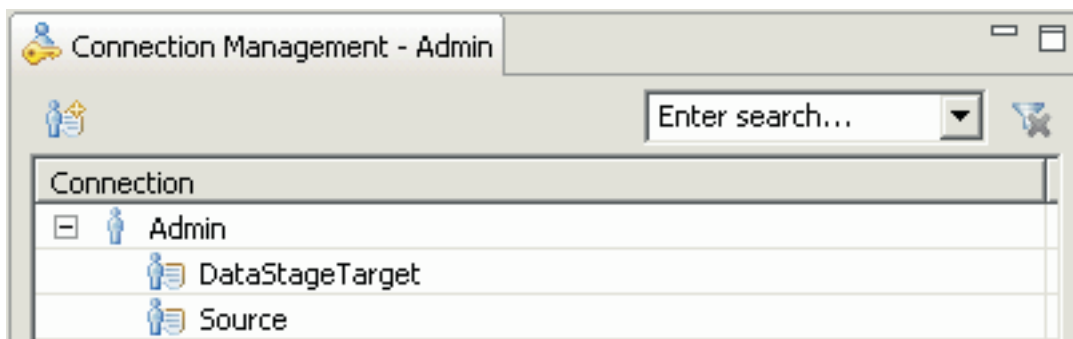 Connection Management - Admin
Enter search...
Connection
Admin
DataStageTarget
Source